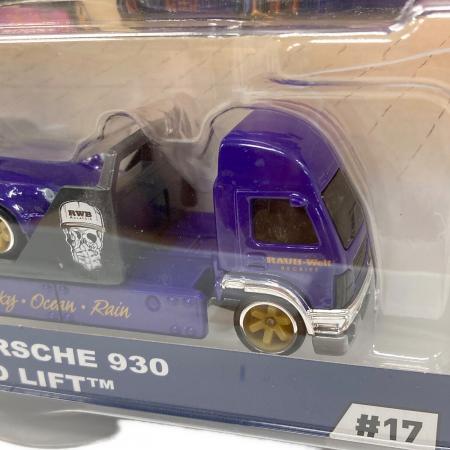 RWB
RAUH-Welt
BEGRIFF
ky • Ocean • Rain
RSCHE 930
O LIFT™
#17